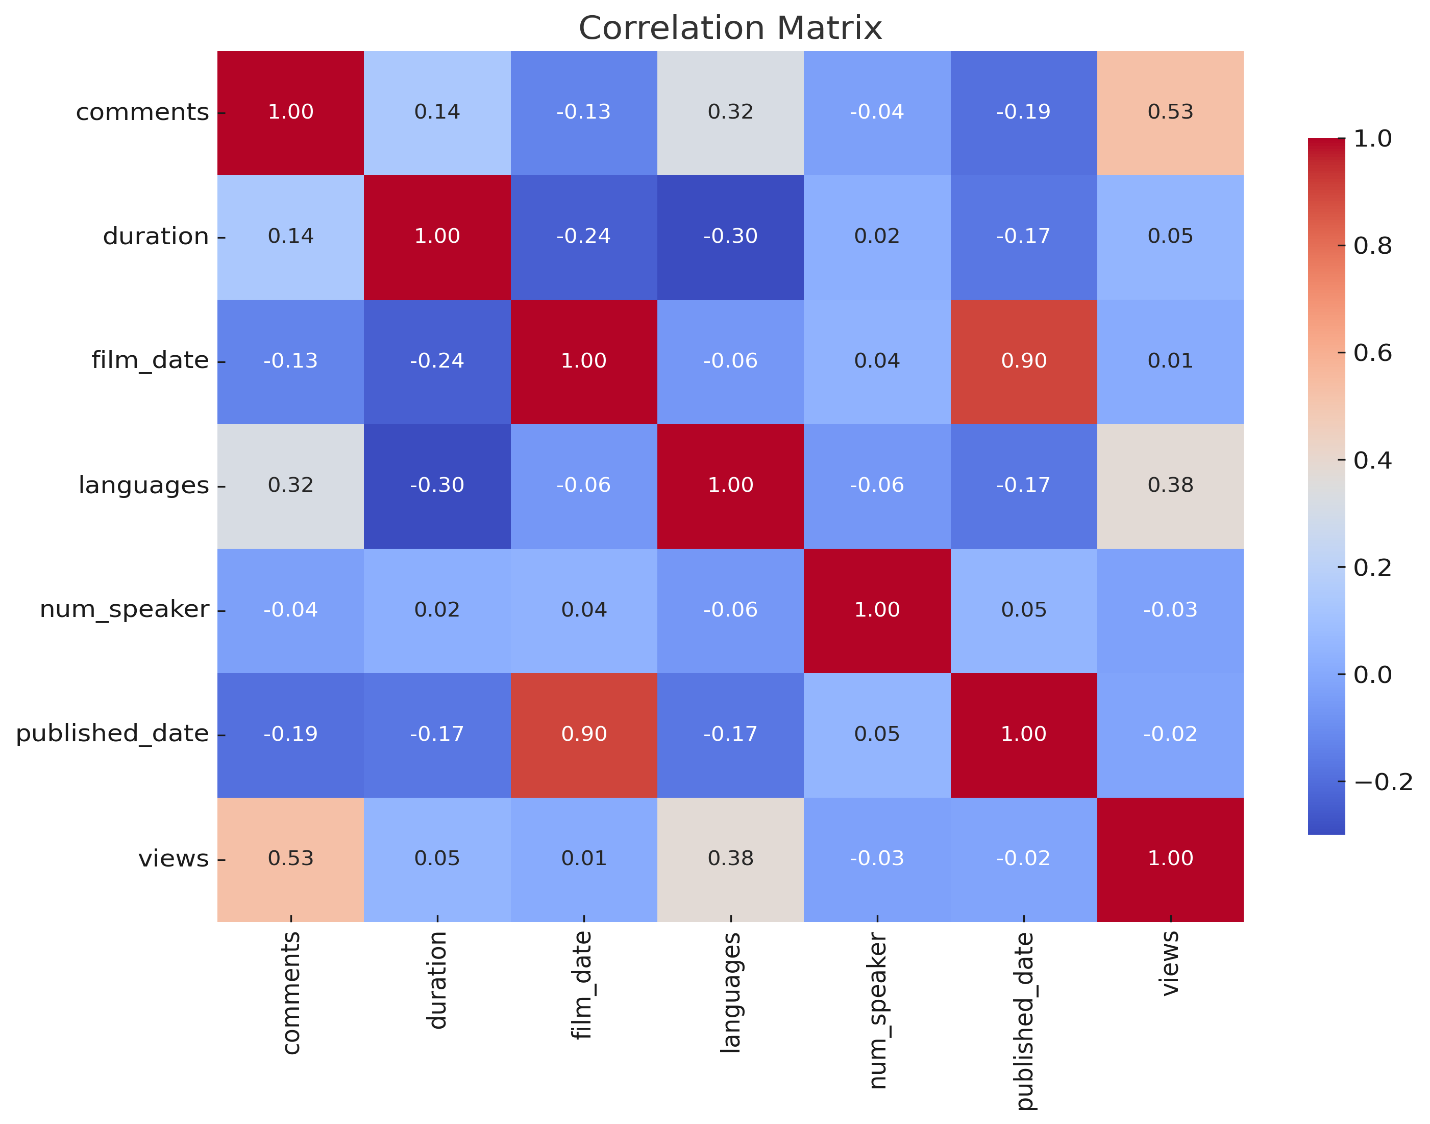 Correlation Matrix
comments 1.00 0.14 -0.13 0.32 -0.04 -0.19 0.53
duration 0.14 1.00 -0.24 -0.30 0.02 -0.17 0.05
film_date -0.13 -0.24 1.00 -0.06 0.04 0.90 0.01
languages 0.32 -0.30 -0.06 1.00 -0.06 -0.17 0.38
num_speaker -0.04 0.02 0.04 -0.06 1.00 0.05 -0.03
published_date -0.19 -0.17 0.90 -0.17 0.05 1.00 -0.02
views 0.53 0.05 0.01 0.38 -0.03 -0.02 1.00
comments duration film_date languages num_speaker published_date views
1.0
0.8
0.6
0.4
0.2
0.0
−0.2